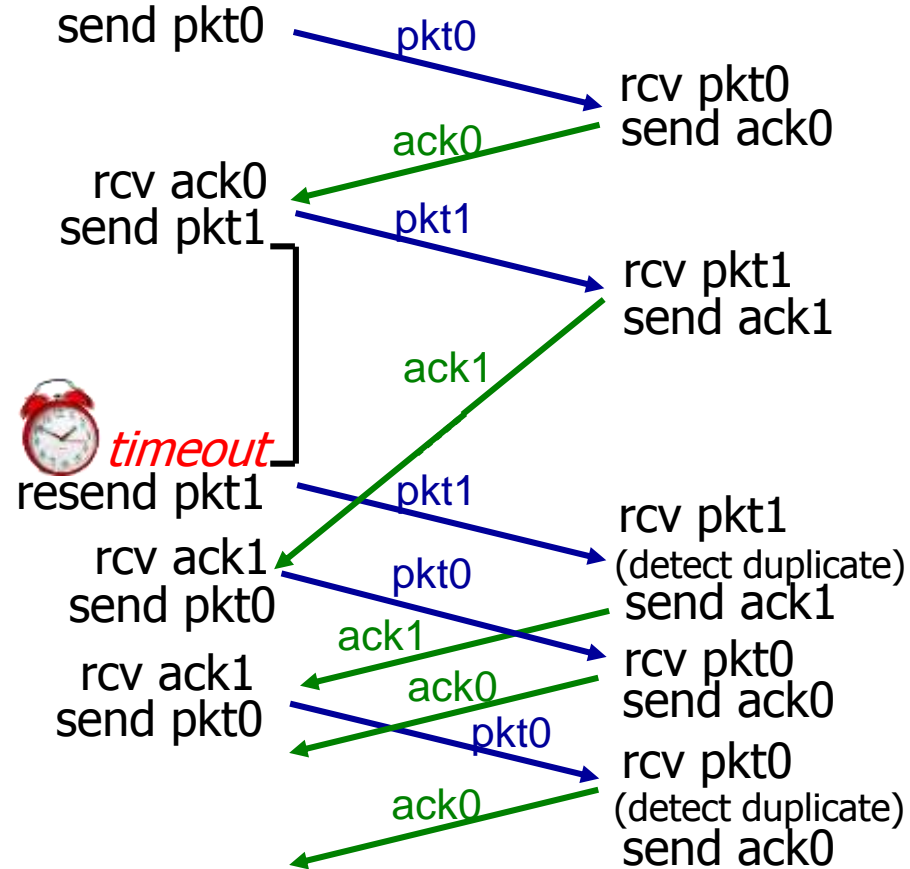 send pkt0
pkt0
rcv pkt0
send ack0
ack0
rcv ack0
send pkt1
pkt1
rcv pkt1
send ack1
ack1
timeout
resend pkt1
pkt1
rcv pkt1
(detect duplicate)
send ack1
rcv ack1
send pkt0
pkt0
ack1
rcv pkt0
send ack0
rcv ack1
send pkt0
ack0
pkt0
rcv pkt0
(detect duplicate)
send ack0
ack0